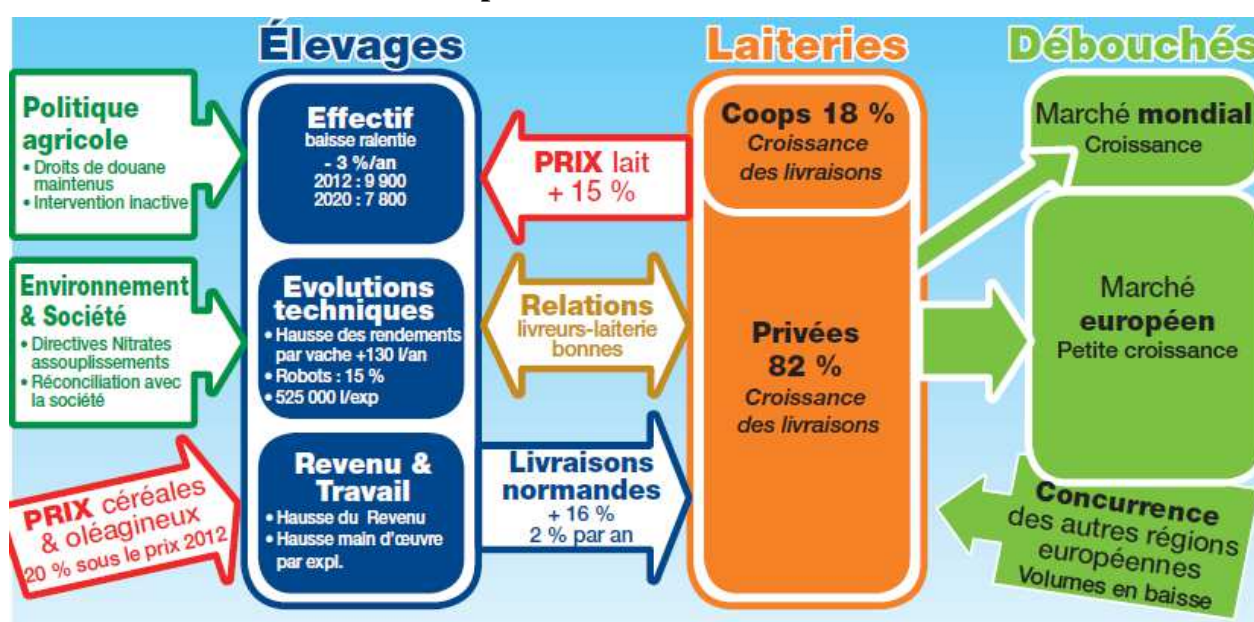 Élevages
Laiteries
Débouchés
Politique
agricole
• Droits de douane
maintenus
• Intervention inactive
Environnement
& Société
• Directives Nitrates
assouplissements
• Réconciliation avec
la société
PRIX céréales
& oléagineux
20 % sous le prix 2012
Effectif
baisse ralentie
- 3 %/an
2012 : 9 900
2020 : 7 800
Evolutions
techniques
• Hausse des rendements
par vache +130 l/an
• Robots : 15 %
• 525 000 l/exp
Revenu &
Travail
• Hausse du Revenu
• Hausse main d'œuvre
par expl.
PRIX lait
+ 15 %
Relations
livreurs-laiterie
bonnes
Livraisons
normandes
+ 16 %
2 % par an
Coops 18 %
Croissance
des livraisons
Privées
82 %
Croissance
des livraisons
Marché mondial
Croissance
Marché
européen
Petite croissance
Concurrence
des autres régions
européennes
Volumes en baisse